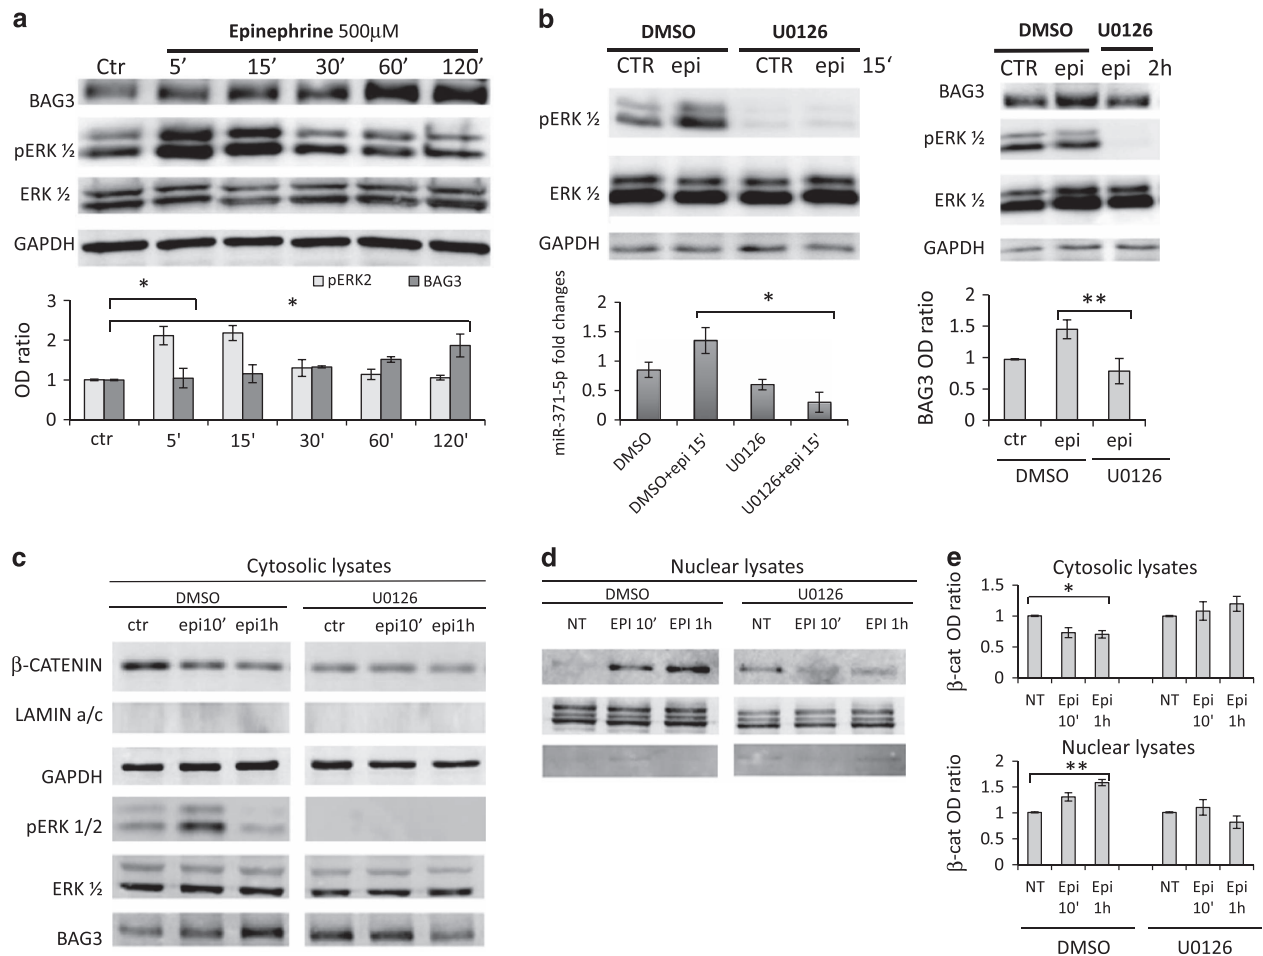 a
Epinephrine 500μM
Ctr 5′ 15′ 30′ 60′ 120′
BAG3
pERK ½
ERK ½
GAPDH
pERK2 BAG3
* *
OD ratio
3
2
1
0
ctr 5' 15' 30' 60' 120'
b
DMSO U0126
CTR epi CTR epi 15‘
pERK ½
ERK ½
GAPDH
miR-371-5p fold changes
2
1.5
1
0.5
0
*
DMSO
DMSO+epi 15'
U0126
U0126+epi 15'
DMSO U0126
CTR epi epi 2h
BAG3
pERK ½
ERK ½
GAPDH
BAG3 OD ratio
2
1.5
1
0.5
0
**
ctr epi epi
DMSO U0126
c
Cytosolic lysates
DMSO U0126
ctr epi10’ epi1h ctr epi10’ epi1h
β-CATENIN
LAMIN a/c
GAPDH
pERK 1/2
ERK ½
BAG3
d
Nuclear lysates
DMSO U0126
NT EPI 10’ EPI 1h NT EPI 10’ EPI 1h
e
Cytosolic lysates
β-cat OD ratio
1.5
1
0.5
0
*
NT Epi 10' Epi 1h NT Epi 10' Epi 1h
Nuclear lysates
β-cat OD ratio
2
1.5
1
0.5
0
**
NT Epi 10' Epi 1h NT Epi 10' Epi 1h
DMSO U0126